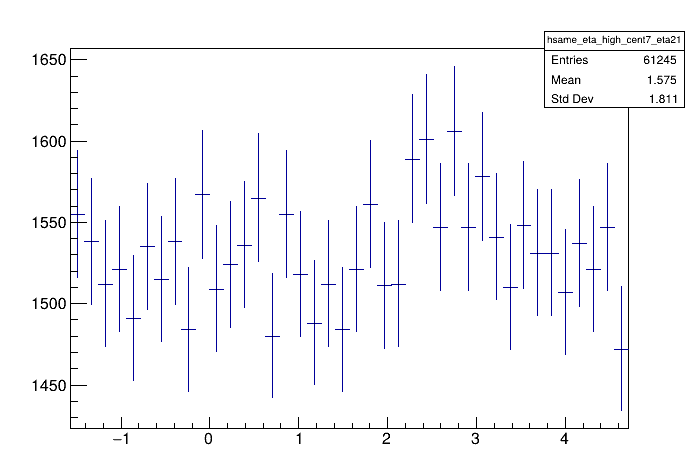 hsame_eta_high_cent7_eta21
Entries 61245
Mean 1.575
Std Dev 1.811
1650
1600
1550
1500
1450
−1 0 1 2 3 4